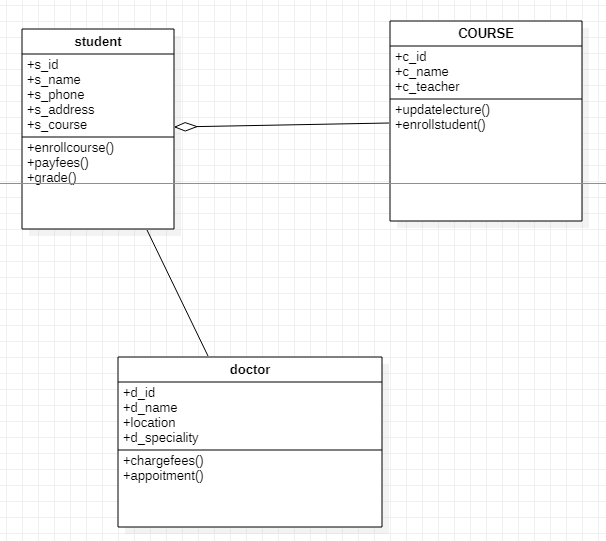 student
+s_id
+s_name
+s_phone
+s_address
+s_course
+enrollcourse()
+payfees()
+grade()
COURSE
+c_id
+c_name
+c_teacher
+updatelecture()
+enrollstudent()
doctor
+d_id
+d_name
+location
+d_speciality
+chargefees()
+appoitment()